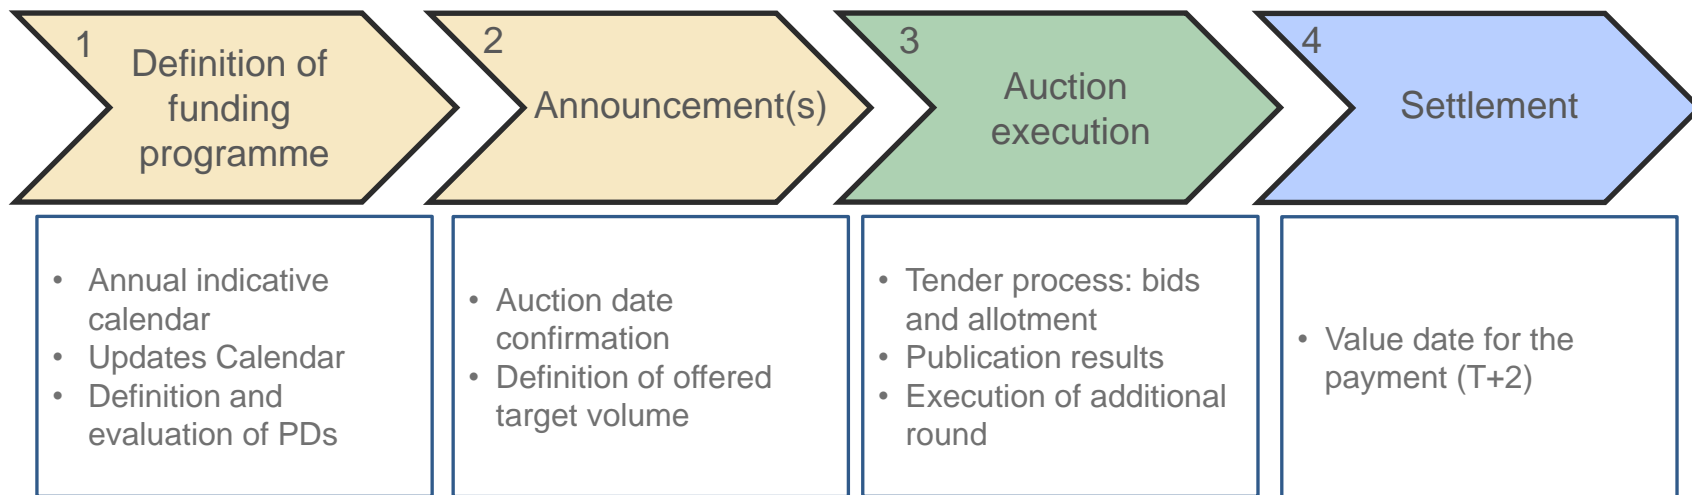 1
Definition of
funding
programme
2
Announcement(s)
3
Auction
execution
4
Settlement
• Annual indicative
calendar
• Updates Calendar
• Definition and
evaluation of PDs
• Auction date
confirmation
• Definition of offered
target volume
• Tender process: bids
and allotment
• Publication results
• Execution of additional
round
• Value date for the
payment (T+2)